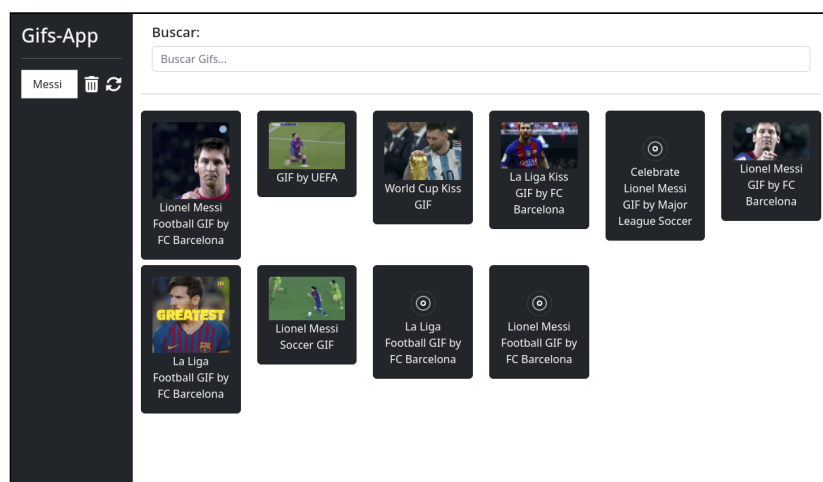 Gifs-App
Messi
Buscar:
Buscar Gifs...
Lionel Messi
Football GIF by
FC Barcelona
GIF by UEFA
World Cup Kiss
GIF
La Liga Kiss
GIF by FC
Barcelona
Celebrate
Lionel Messi
GIF by Major
League Soccer
Lionel Messi
GIF by FC
Barcelona
GREATEST
La Liga
Football GIF by
FC Barcelona
Lionel Messi
Soccer GIF
La Liga
Football GIF by
FC Barcelona
Lionel Messi
Football GIF by
FC Barcelona